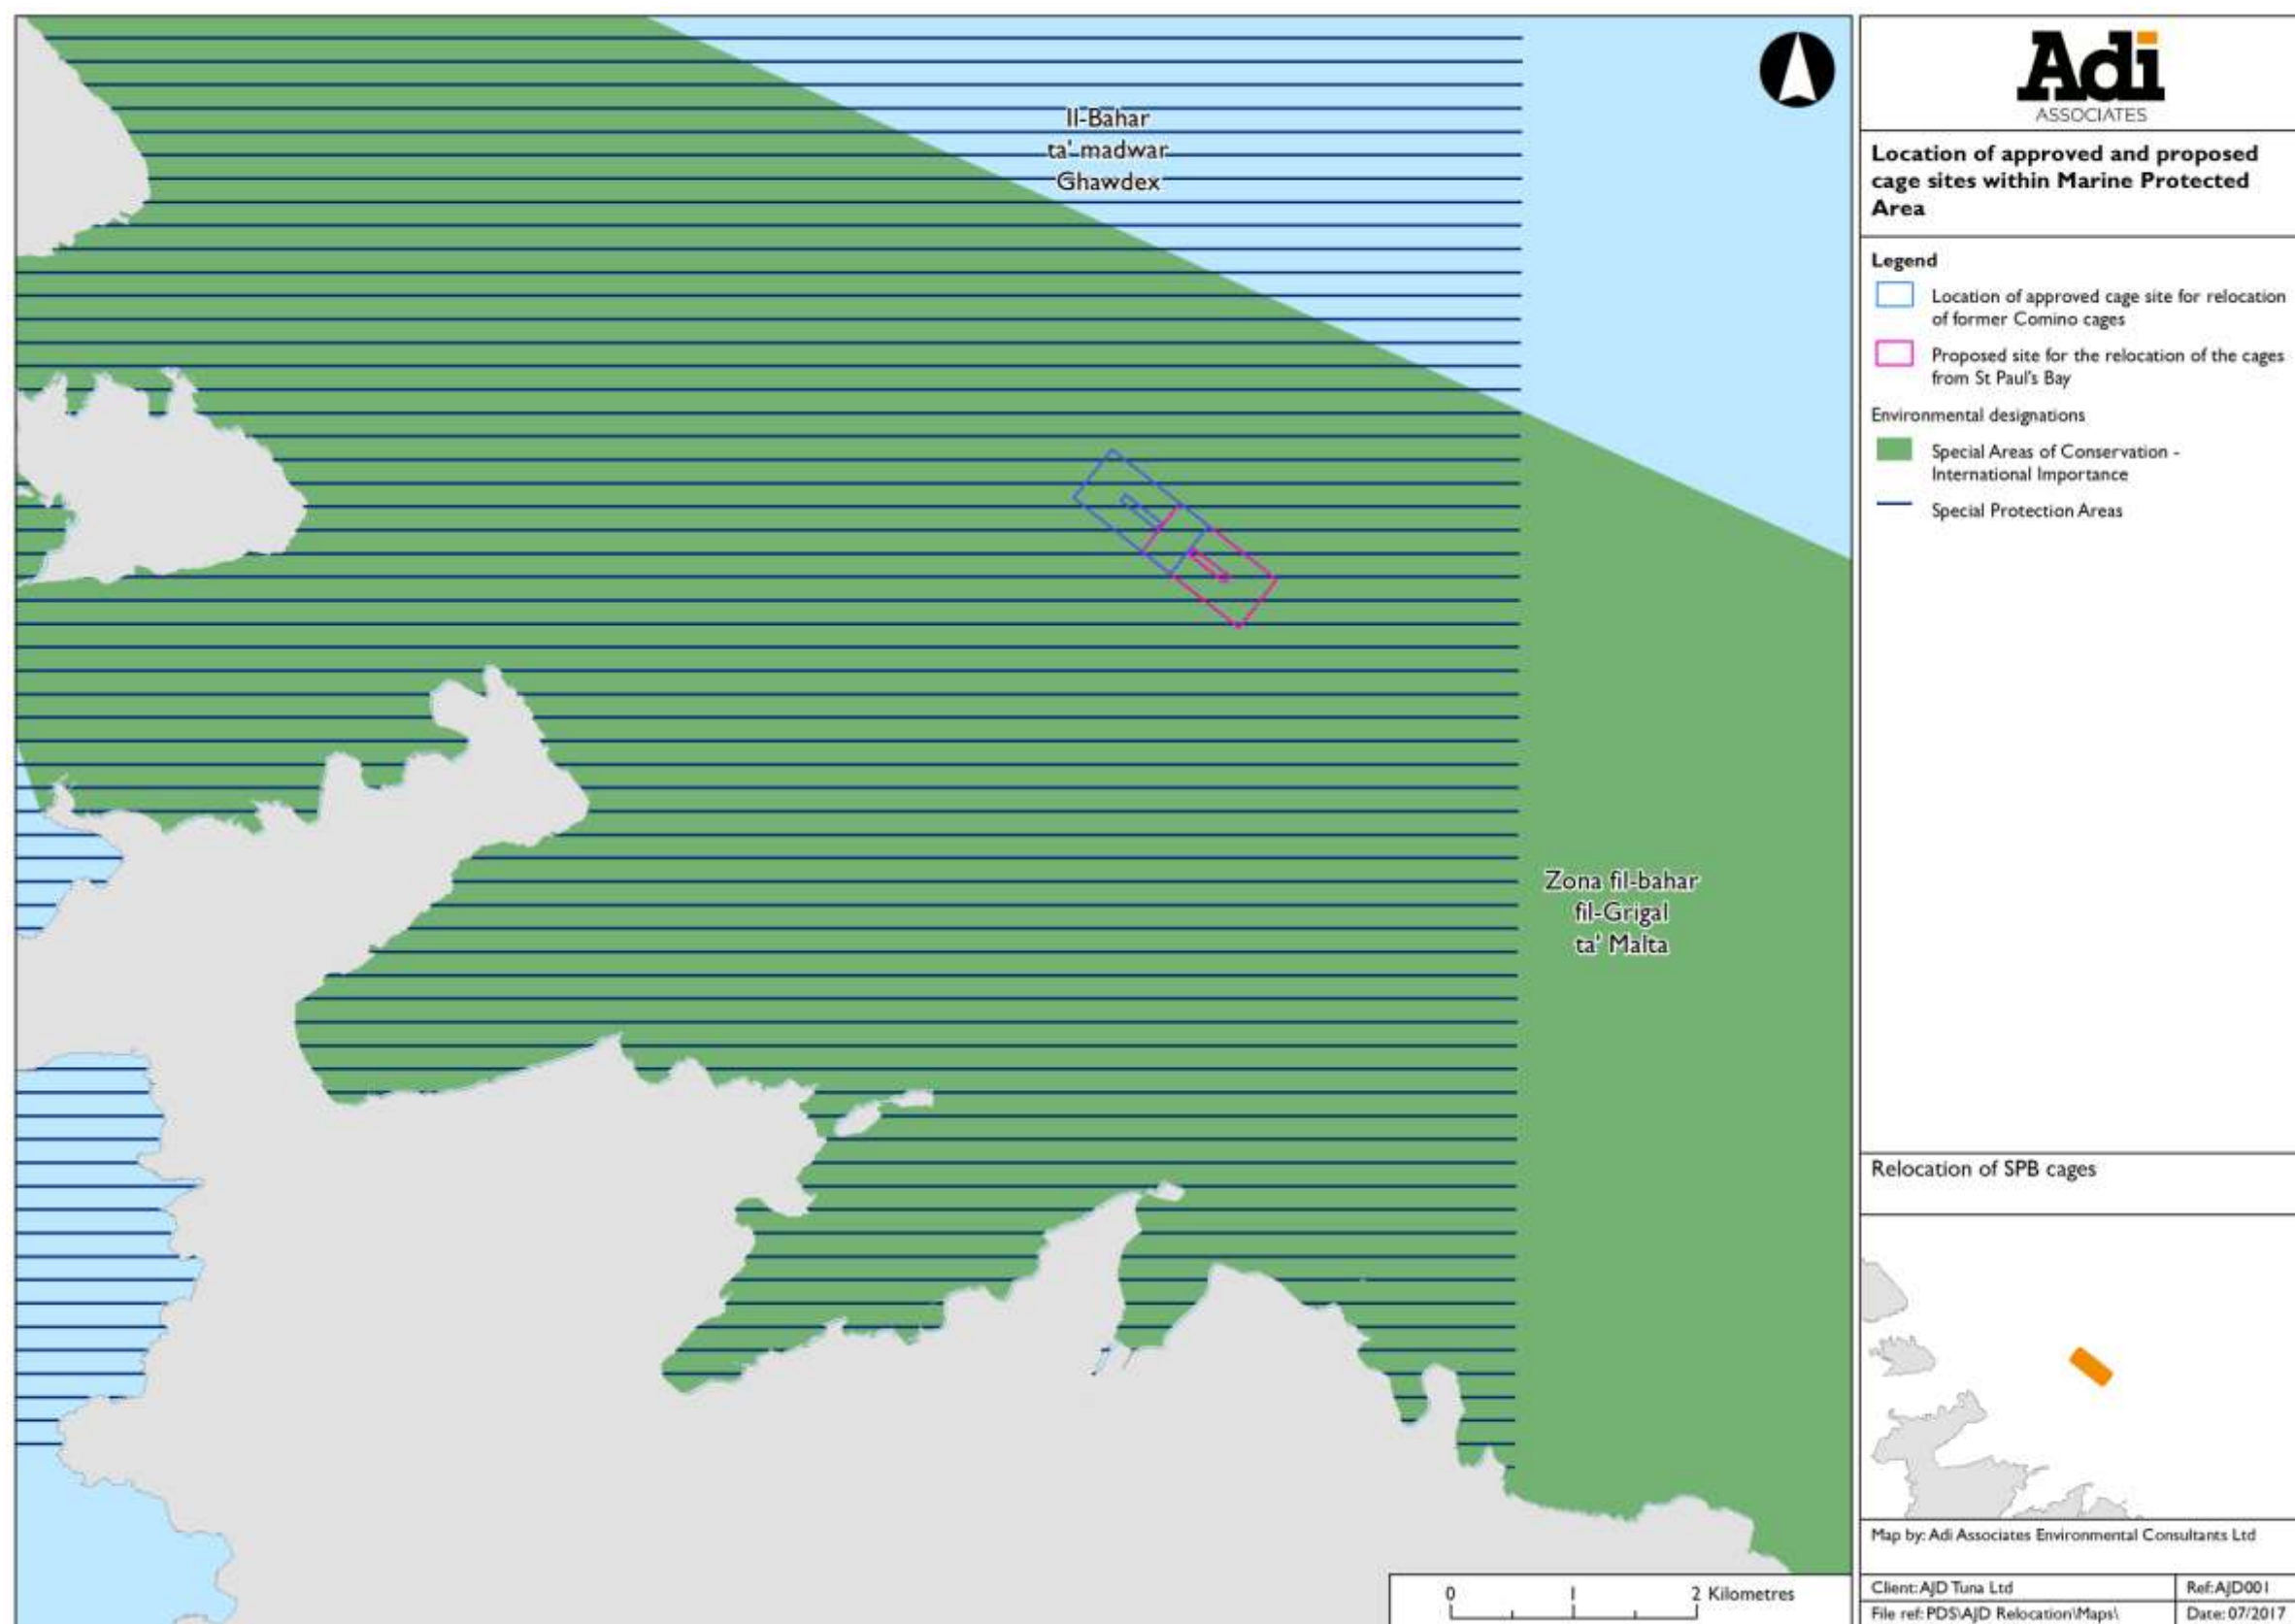 Il-Bahar
ta' madwar
Ghawdex
Zona fil-bahar
fil-Grigal
ta' Malta
0 1 2 Kilometres
Adi
ASSOCIATES
Location of approved and proposed
cage sites within Marine Protected
Area
Legend
Location of approved cage site for relocation
of former Comino cages
Proposed site for the relocation of the cages
from St Paul's Bay
Environmental designations
Special Areas of Conservation -
International Importance
Special Protection Areas
Relocation of SPB cages
Map by: Adi Associates Environmental Consultants Ltd
Client: AJD Tuna Ltd Ref: AJD001
File ref: PDS\AJD Relocation\Maps\ Date: 07/2017